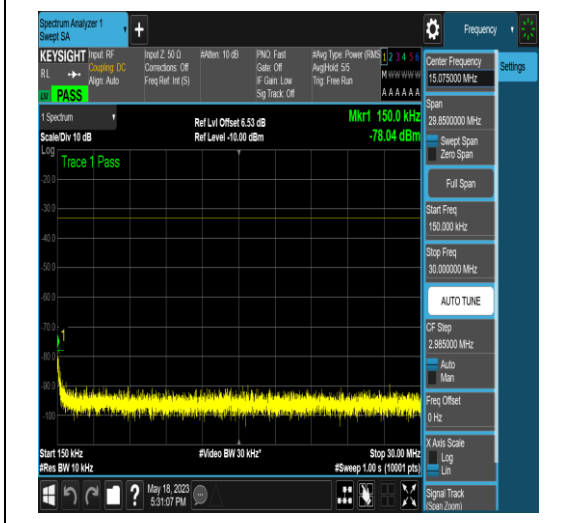 Spectrum Analyzer 1
Swept SA
+
Frequency
KEYSIGHT
RL
PASS
Input: RF
Coupling: DC
Align: Auto
Input Z: 50 Ω
Corrections: Off
Freq Ref: Int (S)
#Atten: 10 dB
PNO: Fast
Gate: Off
IF Gain: Low
Sig Track: Off
#Avg Type: Power (RMS
Avg|Hold: 5/5
Trig: Free Run
1 2 3 4 5 6
M W W W W W
A A A A A A
1 Spectrum
Scale/Div 10 dB
Log
Ref Lvl Offset 6.53 dB
Ref Level -10.00 dBm
Mkr1 150.0 kHz
-78.04 dBm
Trace 1 Pass
-20.0
-30.0
-40.0
-50.0
-60.0
-70.0
1
-80.0
-90.0
-100
Start 150 kHz
#Res BW 10 kHz
#Video BW 30 kHz*
Stop 30.00 MHz
#Sweep 1.00 s (10001 pts)
?
May 18, 2023
5:31:07 PM
Center Frequency
15.075000 MHz
Settings
Span
29.8500000 MHz
Swept Span
Zero Span
Full Span
Start Freq
150.000 kHz
Stop Freq
30.000000 MHz
AUTO TUNE
CF Step
2.985000 MHz
Auto
Man
Freq Offset
0 Hz
X Axis Scale
Log
Lin
Signal Track
(Span Zoom)